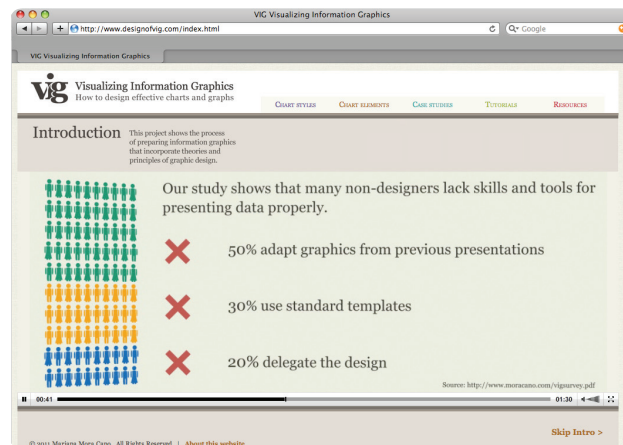 VIG Visualizing Information Graphics
http://www.designofvig.com/index.html
Google
VIG Visualizing Information Graphics
vig
Visualizing Information Graphics
How to design effective charts and graphs
Chart styles Chart elements Case studies Tutorials Resources
Introduction
This project shows the process
of preparing information graphics
that incorporate theories and
principles of graphic design.
Our study shows that many non-designers lack skills and tools for
presenting data properly.
50% adapt graphics from previous presentations
30% use standard templates
20% delegate the design
Source: http://www.moracano.com/vigsurvey.pdf
00:41 01:30
Skip Intro >
© 2011 Mariana Mora Cano. All Rights Reserved | About this website